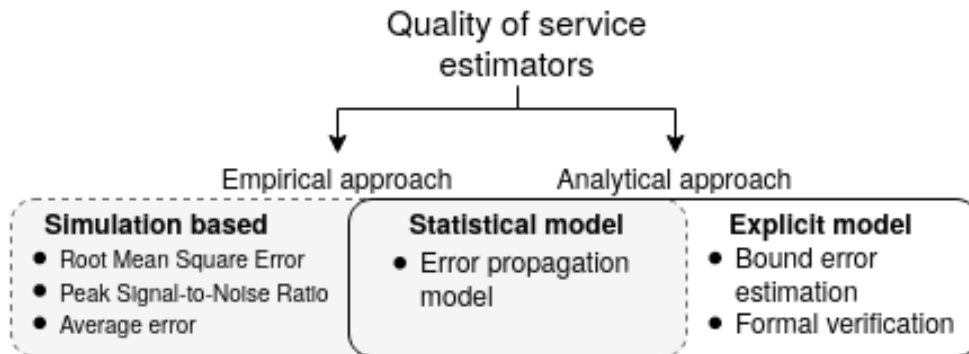 Quality of service
estimators
Empirical approach
Analytical approach
Simulation based
● Root Mean Square Error
● Peak Signal-to-Noise Ratio
● Average error
Statistical model
● Error propagation
model
Explicit model
● Bound error
estimation
● Formal verification